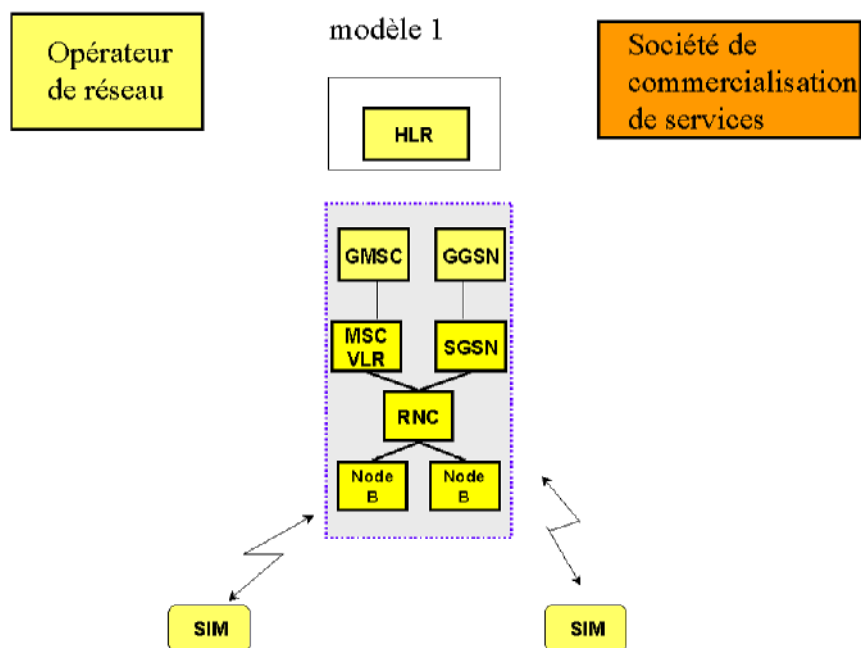 modèle 1
Opérateur
de réseau
Société de
commercialisation
de services
HLR
GMSC
GGSN
MSC
VLR
SGSN
RNC
Node
B
Node
B
SIM
SIM